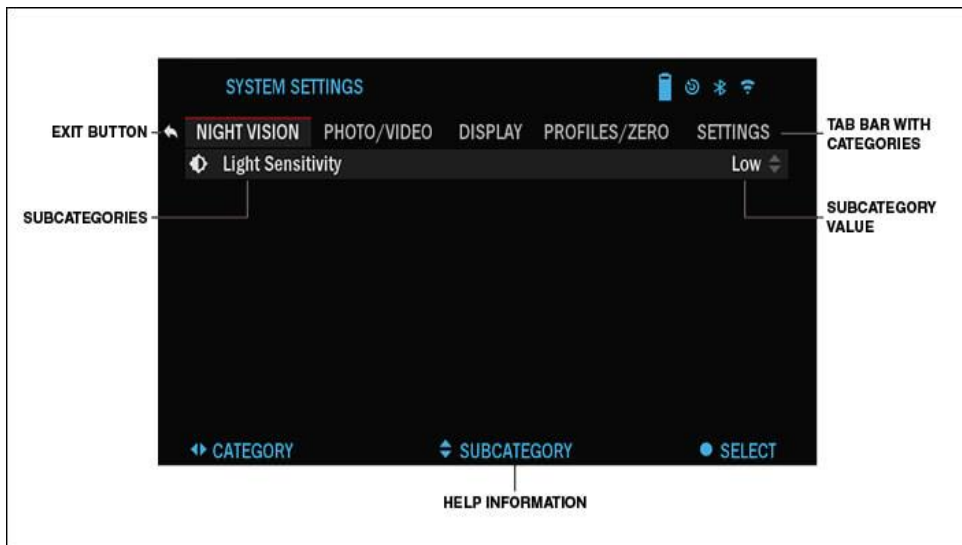 SYSTEM SETTINGS
EXIT BUTTON
NIGHT VISION PHOTO/VIDEO DISPLAY PROFILES/ZERO SETTINGS
TAB BAR WITH
CATEGORIES
Light Sensitivity Low
SUBCATEGORIES
SUBCATEGORY
VALUE
CATEGORY SUBCATEGORY SELECT
HELP INFORMATION